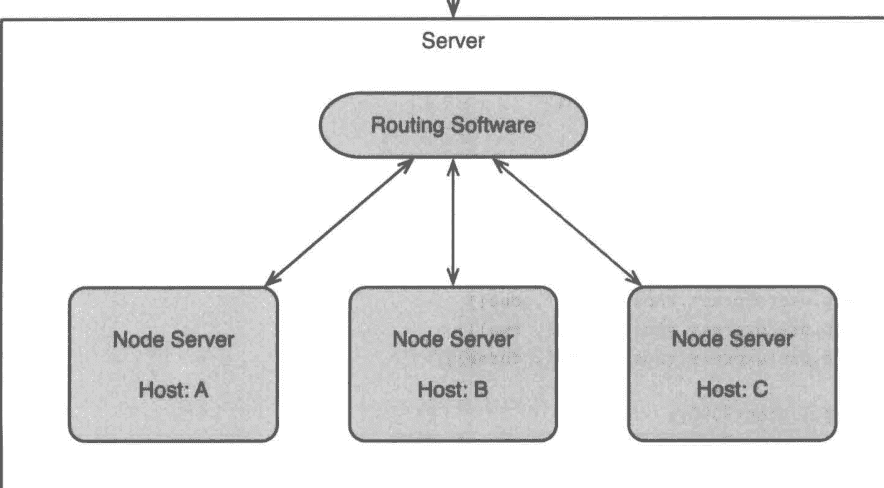 Server
Routing Software
Node Server
Host: A
Node Server
Host: B
Node Server
Host: C